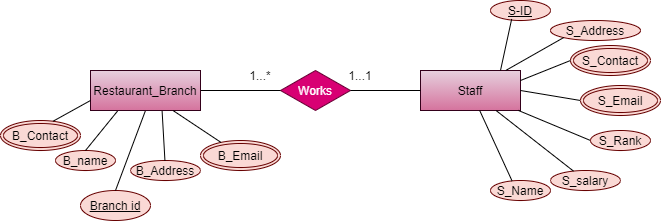 S-ID
S_Address
S_Contact
1...*
1...1
Restaurant_Branch
Works
Staff
S_Email
B_Contact
S_Rank
B_name
B_Email
B_Address
S_salary
S_Name
Branch id